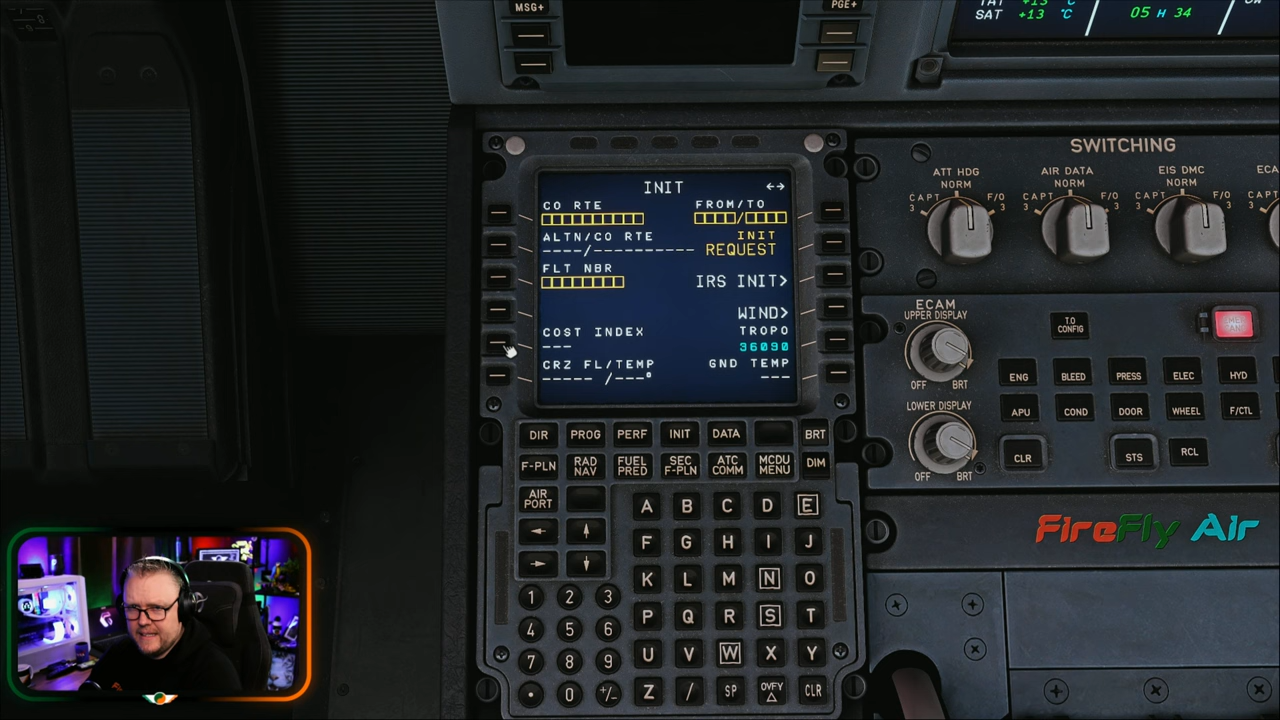 MSG+
PGE+
TAT +13 °C
SAT +13 °C
05 H 34
INIT ←→
CO RTE FROM/TO
□□□□□□□□□□ □□□□/□□□□
ALTN/CO RTE INIT
----/---------- REQUEST
FLT NBR
□□□□□□□□ IRS INIT>
WIND>
COST INDEX TROPO
--- 36090
CRZ FL/TEMP GND TEMP
----- /---° ---
DIR PROG PERF INIT DATA BRT
F-PLN RAD NAV FUEL PRED SEC F-PLN ATC COMM MCDU MENU DIM
AIR PORT
← ↑
→ ↓
A B C D E
F G H I J
K L M N O
P Q R S T
U V W X Y
Z / SP OVFY △ CLR
1 2 3
4 5 6
7 8 9
. 0 +/-
SWITCHING
ATT HDG AIR DATA EIS DMC
NORM NORM NORM
CAPT 3 F/O 3 CAPT 3 F/O 3 CAPT 3 F/O 3
ECAM
UPPER DISPLAY
OFF BRT
LOWER DISPLAY
OFF BRT
T.O CONFIG
ENG BLEED PRESS ELEC HYD
APU COND DOOR WHEEL F/CTL
CLR STS RCL
FireFly Air